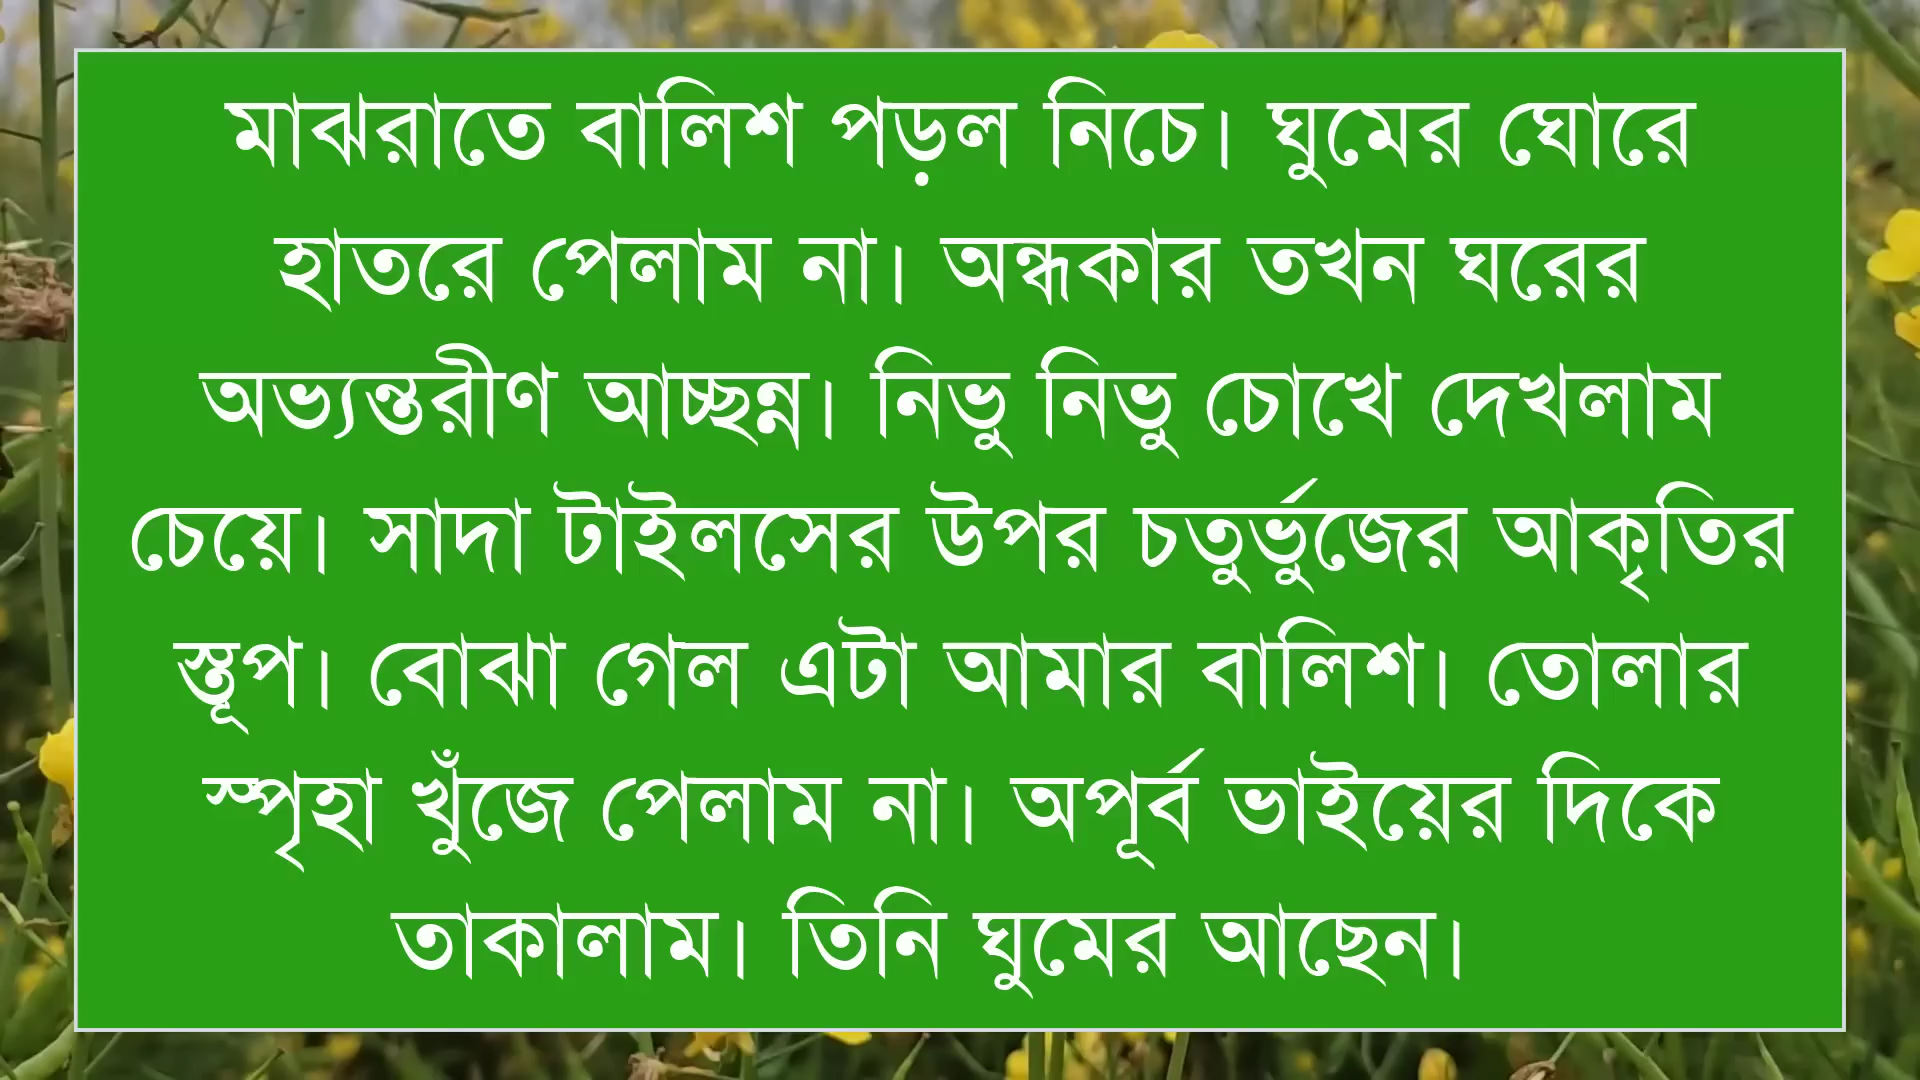 মাঝরাতে বালিশ পড়ল নিচে। ঘুমের ঘোরে
হাতরে পেলাম না। অন্ধকার তখন ঘরের
অভ্যন্তরীণ আচ্ছন্ন। নিভু নিভু চোখে দেখলাম
চেয়ে। সাদা টাইলসের উপর চতুর্ভুজের আকৃতির
স্তূপ। বোঝা গেল এটা আমার বালিশ। তোলার
স্পৃহা খুঁজে পেলাম না। অপূর্ব ভাইয়ের দিকে
তাকালাম। তিনি ঘুমের আছেন।